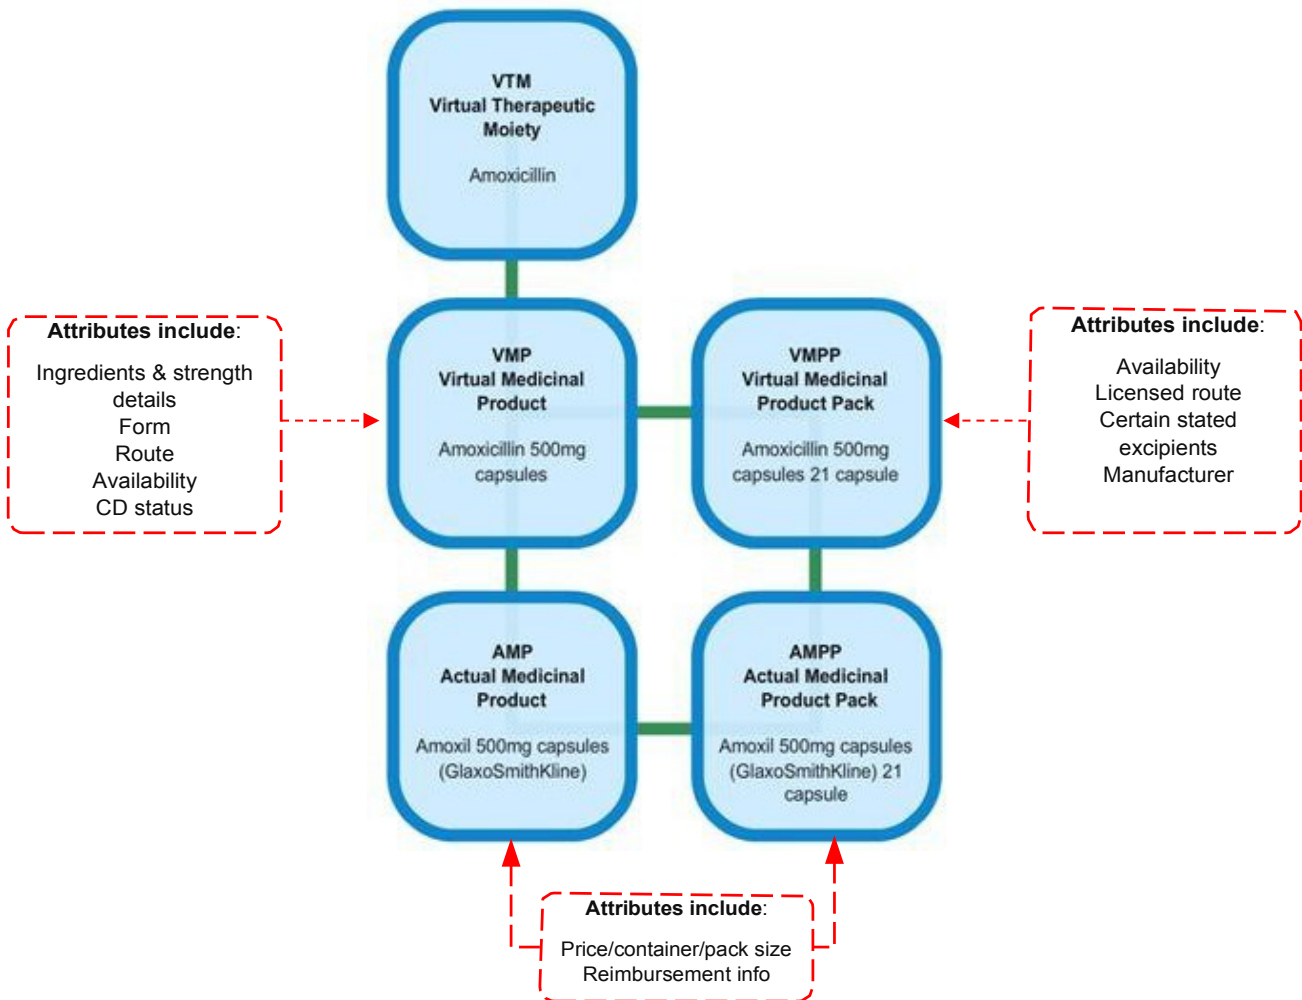 VTM
Virtual Therapeutic
Moiety
Amoxicillin
Attributes include:
Ingredients & strength
details
Form
Route
Availability
CD status
VMP
Virtual Medicinal
Product
Amoxicillin 500mg
capsules
VMPP
Virtual Medicinal
Product Pack
Amoxicillin 500mg
capsules 21 capsule
Attributes include:
Availability
Licensed route
Certain stated
excipients
Manufacturer
AMP
Actual Medicinal
Product
Amoxil 500mg capsules
(GlaxoSmithKline)
AMPP
Actual Medicinal
Product Pack
Amoxil 500mg capsules
(GlaxoSmithKline) 21
capsule
Attributes include:
Price/container/pack size
Reimbursement info